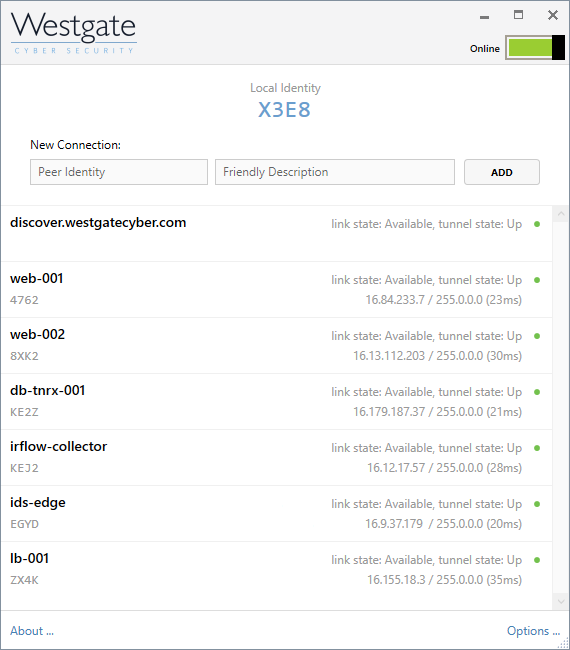 Westgate
CYBER SECURITY
Online
Local Identity
X3E8
New Connection:
Peer Identity
Friendly Description
ADD
discover.westgatecyber.com
link state: Available, tunnel state: Up
web-001
link state: Available, tunnel state: Up
4762
16.84.233.7 / 255.0.0.0 (23ms)
web-002
link state: Available, tunnel state: Up
8XK2
16.13.112.203 / 255.0.0.0 (30ms)
db-tnrx-001
link state: Available, tunnel state: Up
KE2Z
16.179.187.37 / 255.0.0.0 (21ms)
irflow-collector
link state: Available, tunnel state: Up
KEJ2
16.12.17.57 / 255.0.0.0 (28ms)
ids-edge
link state: Available, tunnel state: Up
EGYD
16.9.37.179 / 255.0.0.0 (20ms)
lb-001
link state: Available, tunnel state: Up
ZX4K
16.155.18.3 / 255.0.0.0 (35ms)
About ...
Options ...